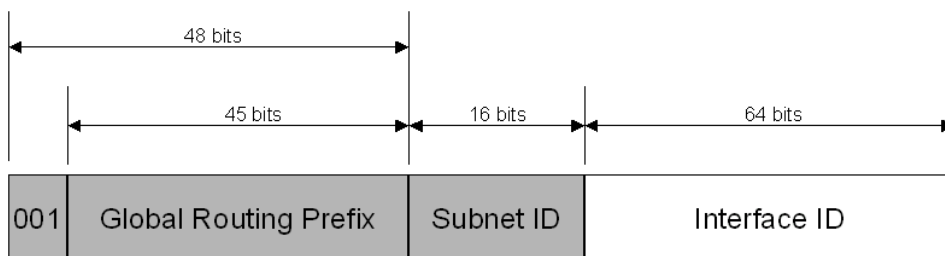 48 bits
45 bits 16 bits 64 bits
001 Global Routing Prefix Subnet ID Interface ID